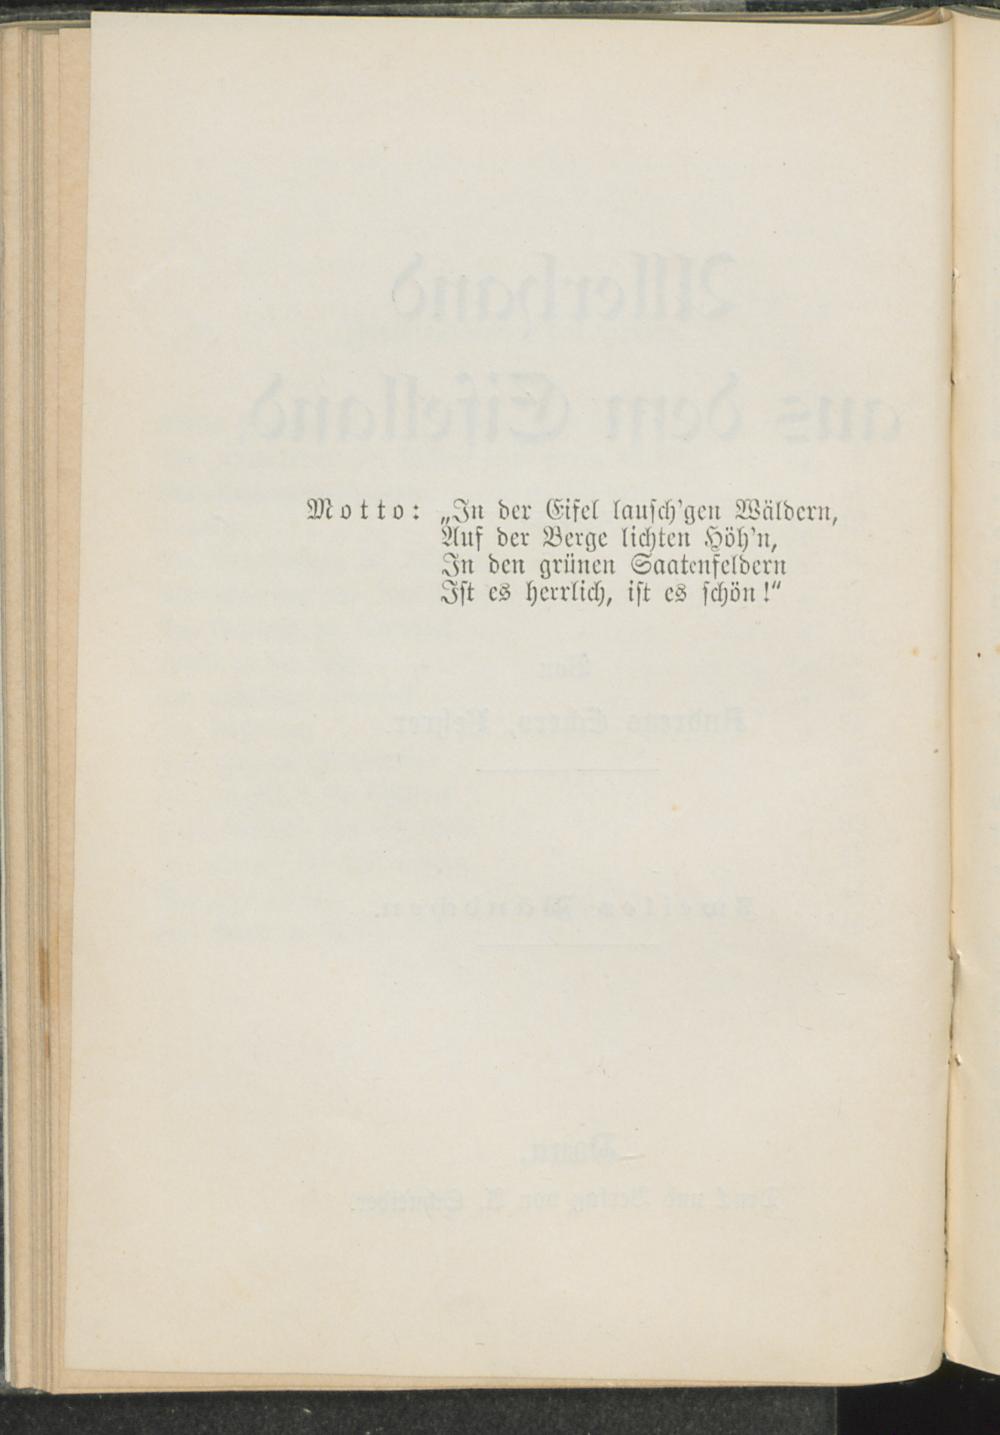 Motto: „In der Eifel lausch'gen Wäldern,
Auf der Berge lichten Höh'n,
In den grünen Saatenfeldern
Ist es herrlich, ist es schön!“